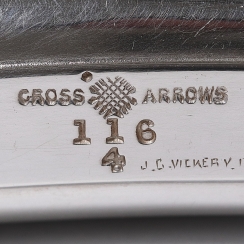 CROSS ARROWS
116
4
J.C. VICKERY.